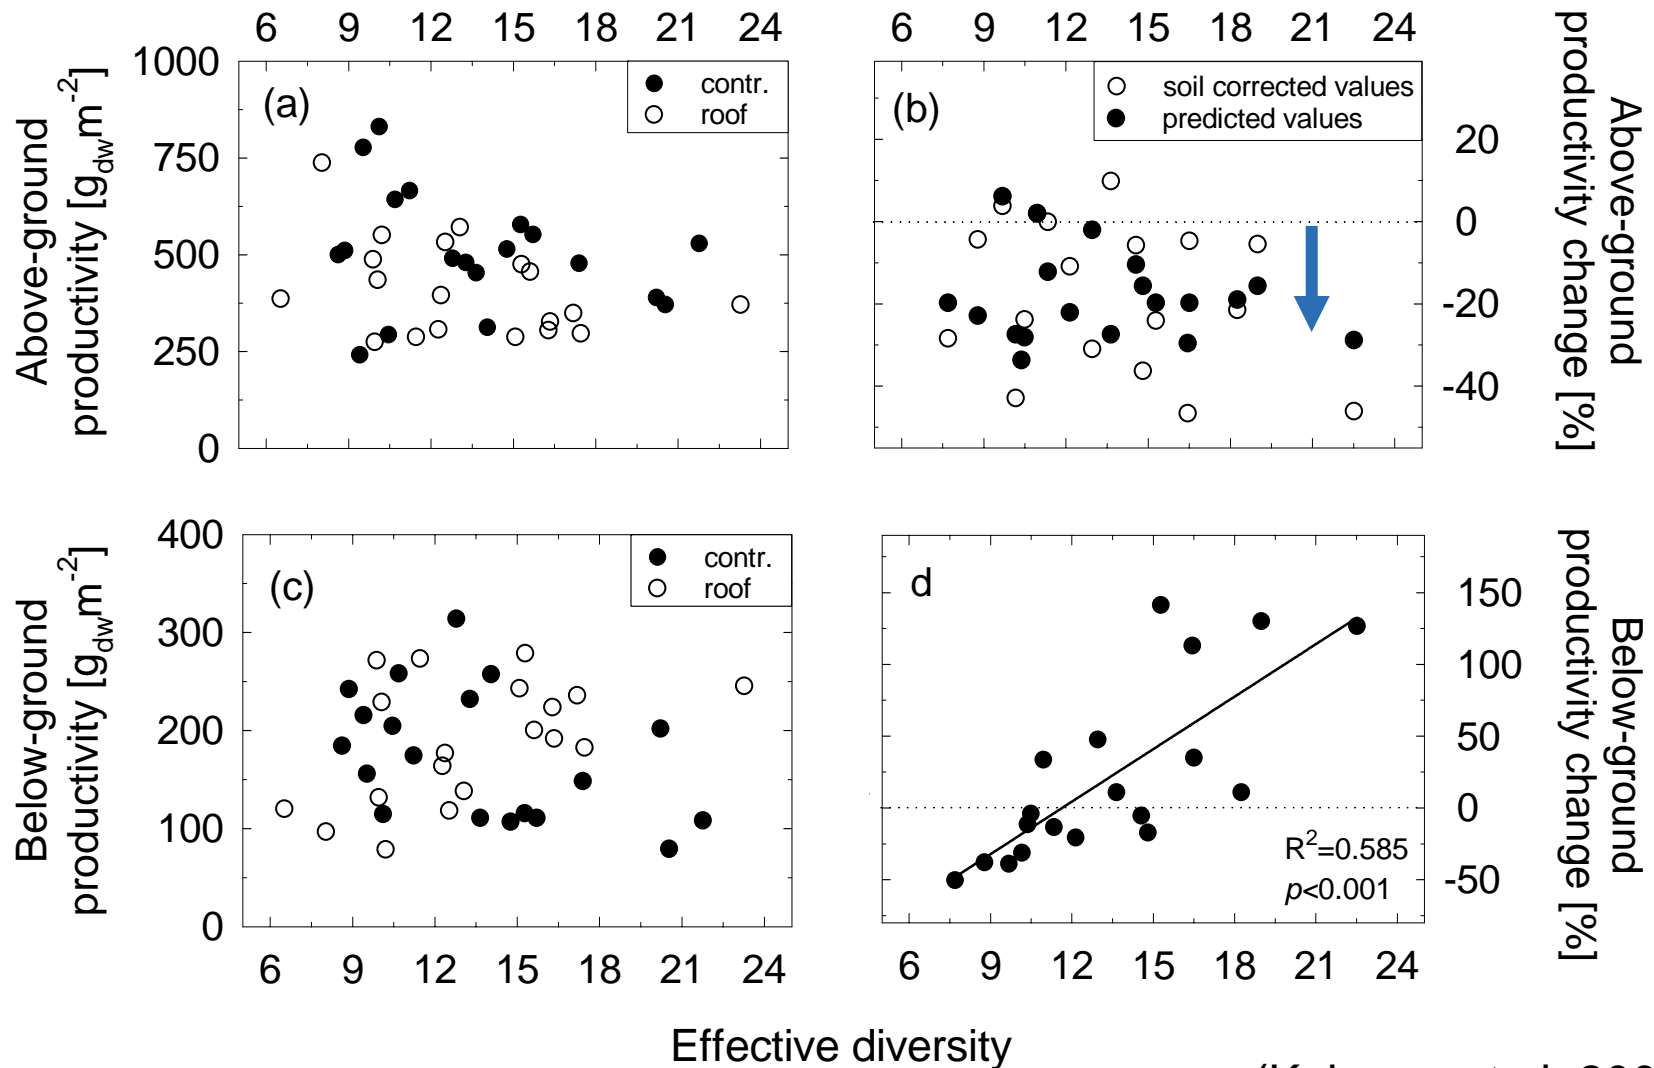 6 9 12 15 18 21 24
6 9 12 15 18 21 24
1000
750
500
250
0
Above-ground
productivity [g_dw m^-2]
(a)
contr.
roof
(b)
soil corrected values
predicted values
20
0
-20
-40
Above-ground
productivity change [%]
400
300
200
100
0
Below-ground
productivity [g_dw m^-2]
(c)
contr.
roof
d
R^2=0.585
p<0.001
150
100
50
0
-50
Below-ground
productivity change [%]
6 9 12 15 18 21 24
6 9 12 15 18 21 24
Effective diversity